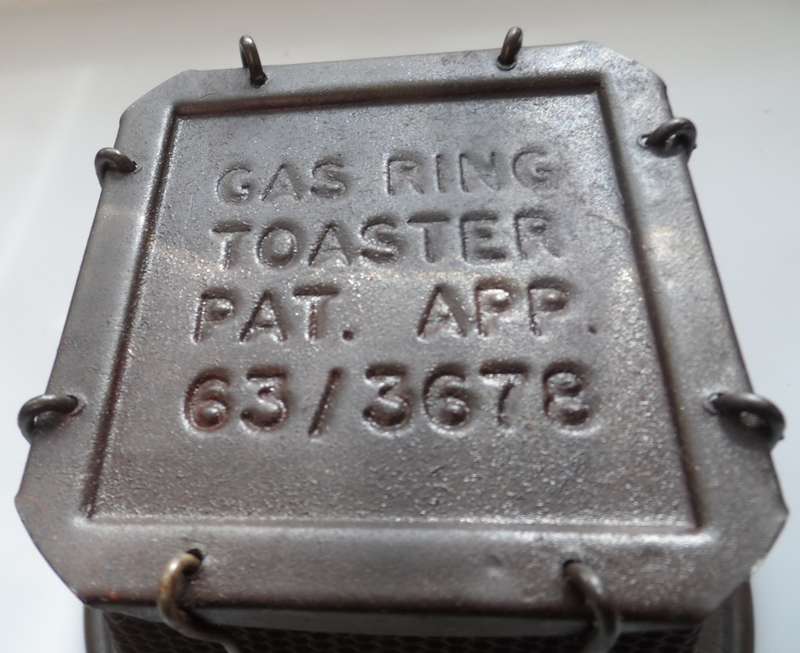 GAS RING
TOASTER
PAT. APP.
63/3678